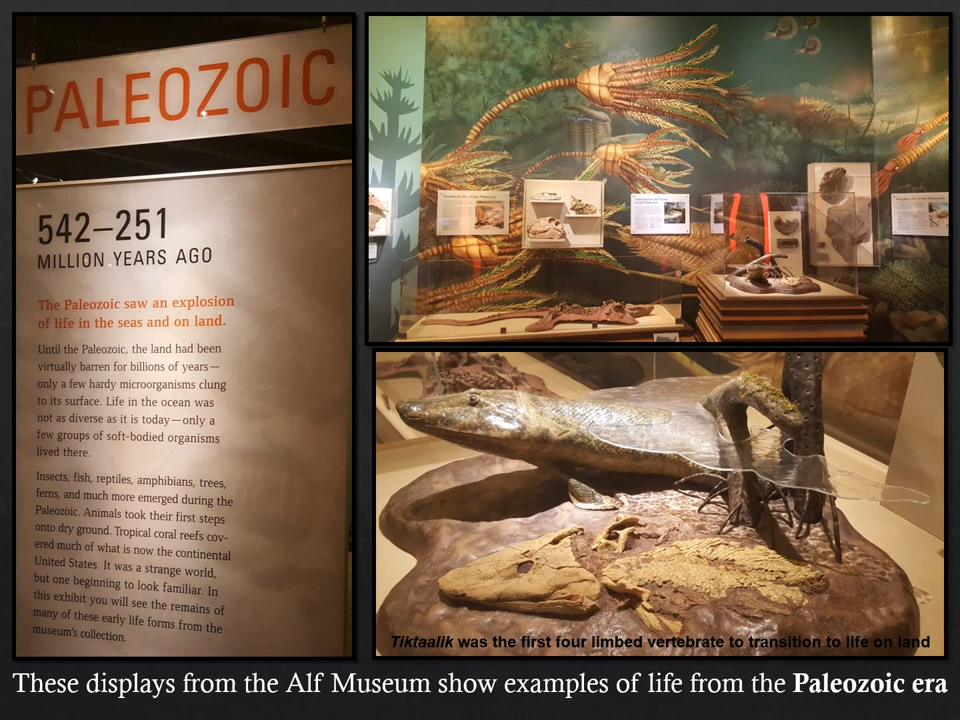 PALEOZOIC
542–251
MILLION YEARS AGO
The Paleozoic saw an explosion
of life in the seas and on land.
Until the Paleozoic, the land had been
virtually barren for billions of years—
only a few hardy microorganisms clung
to its surface. Life in the ocean was
not as diverse as it is today—only a
few groups of soft-bodied organisms
lived there.
Insects, fish, reptiles, amphibians, trees,
ferns, and much more emerged during the
Paleozoic. Animals took their first steps
onto dry ground. Tropical coral reefs cov-
ered much of what is now the continental
United States. It was a strange world,
but one beginning to look familiar. In
this exhibit you will see the remains of
many of these early life forms from the
museum's collection.
Tiktaalik was the first four limbed vertebrate to transition to life on land
These displays from the Alf Museum show examples of life from the Paleozoic era